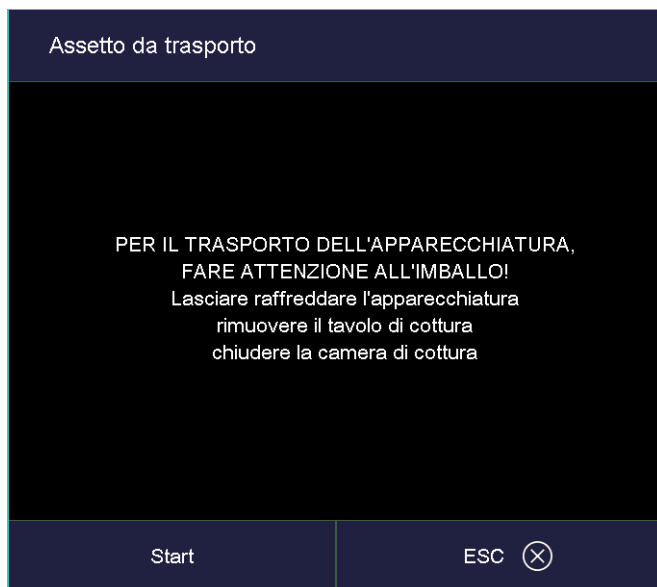 Assetto da trasporto
PER IL TRASPORTO DELL'APPARECCHIATURA,
FARE ATTENZIONE ALL'IMBALLO!
Lasciare raffreddare l'apparecchiatura
rimuovere il tavolo di cottura
chiudere la camera di cottura
Start
ESC